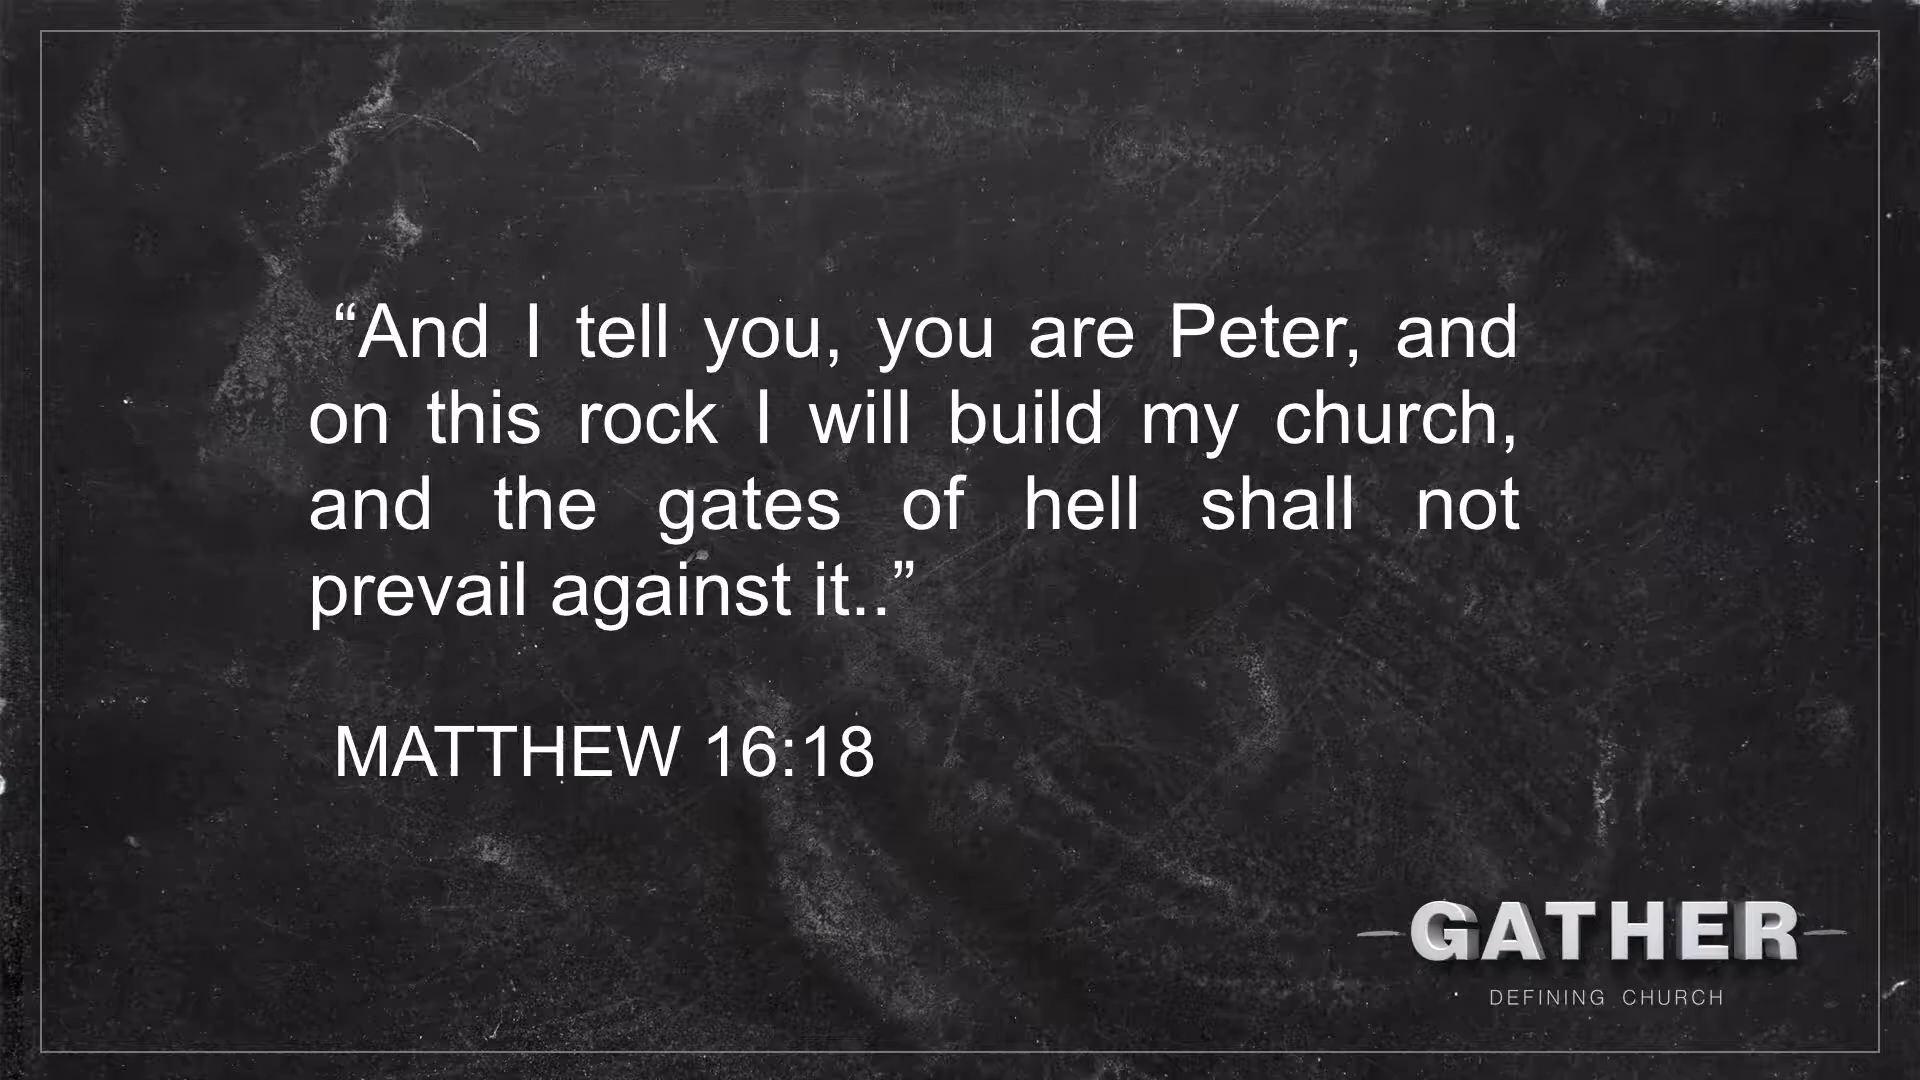 “And I tell you, you are Peter, and
on this rock I will build my church,
and the gates of hell shall not
prevail against it..”
MATTHEW 16:18
GATHER
DEFINING CHURCH